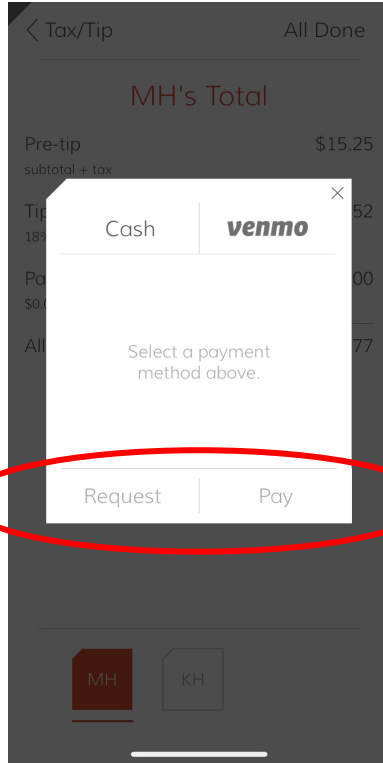 Tax/Tip All Done
MH's Total
Pre-tip $15.25
subtotal + tax
Cash venmo
Select a payment
method above.
Request Pay
MH KH